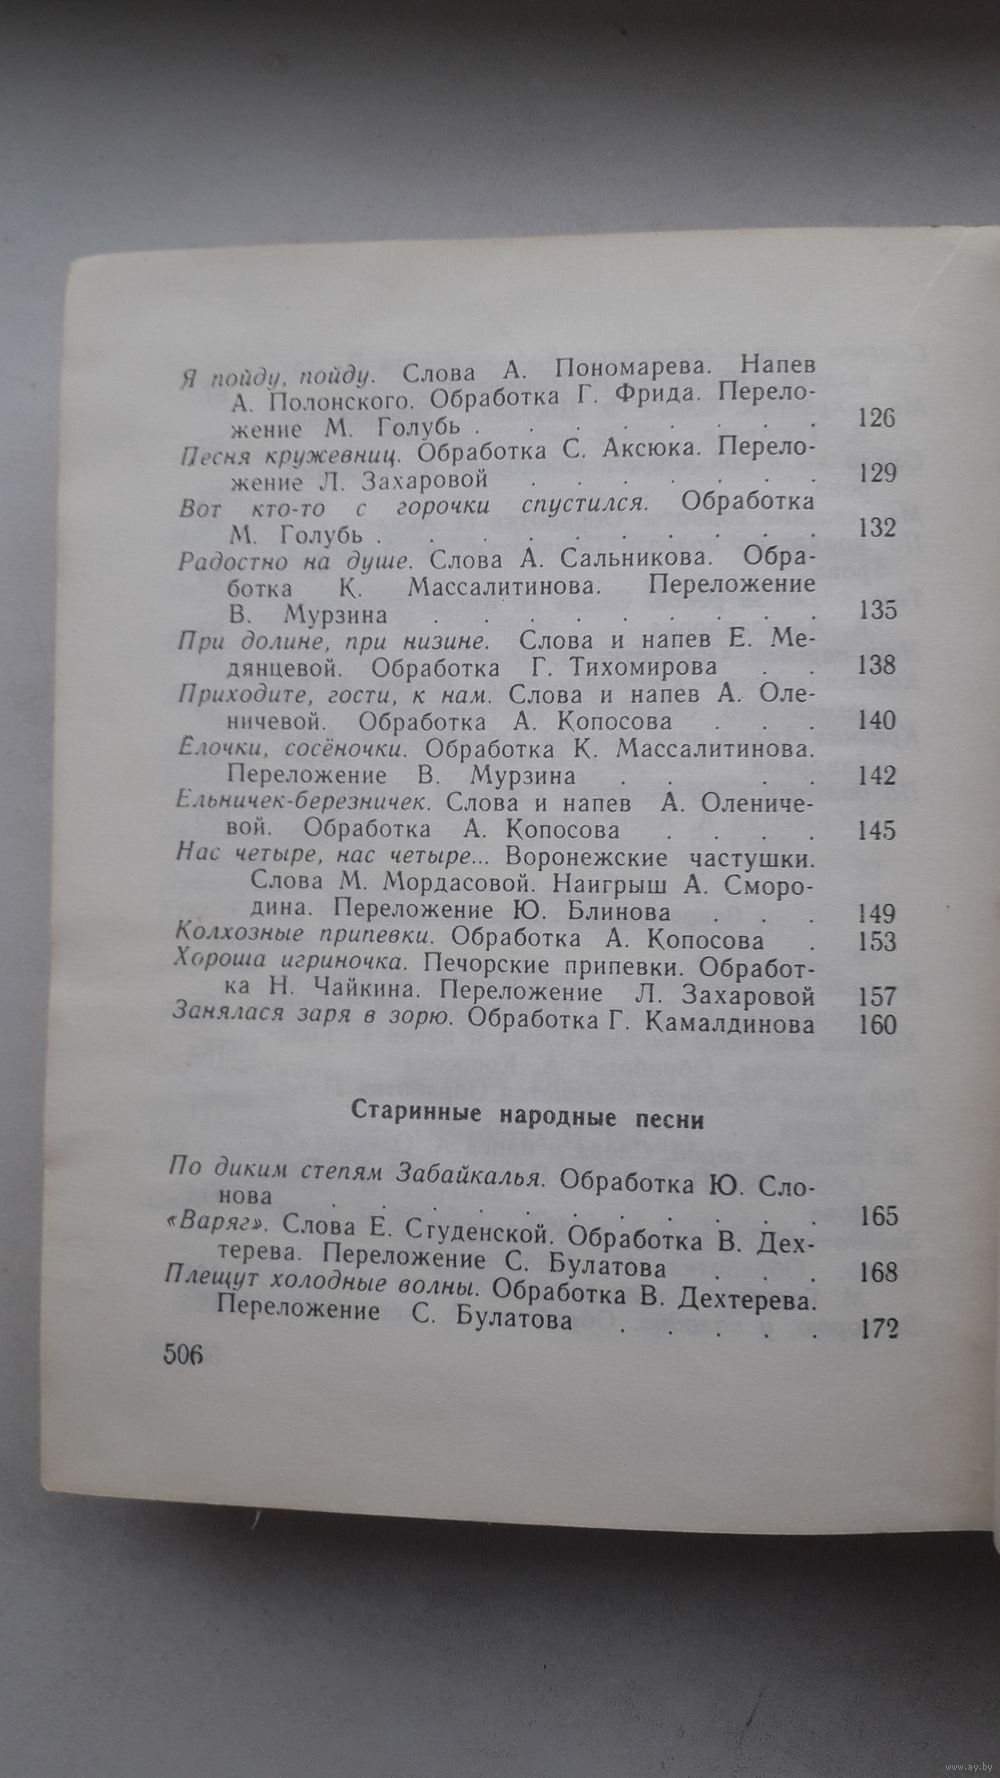 Я пойду, пойду. Слова А. Пономарева. Напев
А. Полонского. Обработка Г. Фрида. Перело-
жение М. Голубь . . . . . . . . 126
Песня кружевниц. Обработка С. Аксюка. Перело-
жение Л. Захаровой . . . . . . . 129
Вот кто-то с горочки спустился. Обработка
М. Голубь . . . . . . . . . . 132
Радостно на душе. Слова А. Сальникова. Обра-
ботка К. Массалитинова. Переложение
В. Мурзина . . . . . . . . . 135
При долине, при низине. Слова и напев Е. Ме-
дянцевой. Обработка Г. Тихомирова . . 138
Приходите, гости, к нам. Слова и напев А. Оле-
ничевой. Обработка А. Копосова . . . 140
Ёлочки, сосёночки. Обработка К. Массалитинова.
Переложение В. Мурзина . . . . 142
Ельничек-березничек. Слова и напев А. Олениче-
вой. Обработка А. Копосова . . . . 145
Нас четыре, нас четыре... Воронежские частушки.
Слова М. Мордасовой. Наигрыш А. Сморо-
дина. Переложение Ю. Блинова . . . 149
Колхозные припевки. Обработка А. Копосова . 153
Хороша игриночка. Печорские припевки. Обработ-
ка Н. Чайкина. Переложение Л. Захаровой 157
Занялася заря в зорю. Обработка Г. Камалдинова 160
Старинные народные песни
По диким степям Забайкалья. Обработка Ю. Сло-
нова . . . . . . . . . . . 165
«Варяг». Слова Е. Студенской. Обработка В. Дех-
терева. Переложение С. Булатова . . . 168
Плещут холодные волны. Обработка В. Дехтерева.
Переложение С. Булатова . . . . . 172
506
www.ay.by